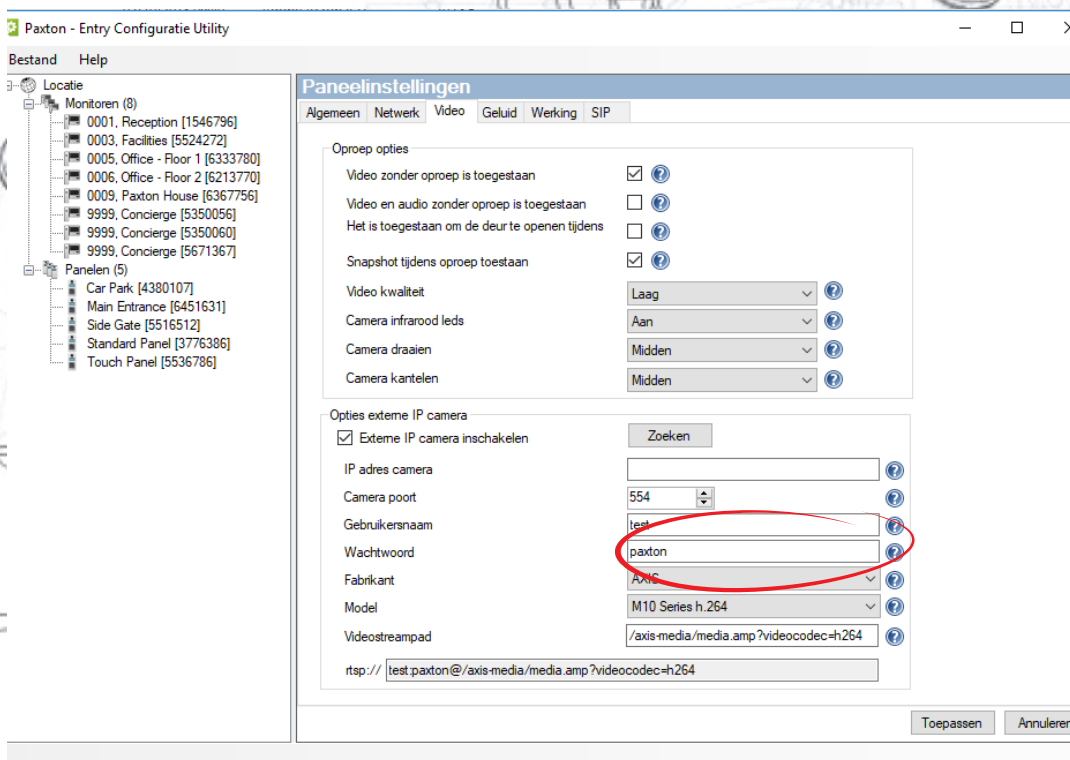 Paxton - Entry Configuratie Utility
Bestand Help
Locatie
Monitoren (8)
0001, Reception [1546796]
0003, Facilities [5524272]
0005, Office - Floor 1 [6333780]
0006, Office - Floor 2 [6213770]
0009, Paxton House [6367756]
9999, Concierge [5350056]
9999, Concierge [5350060]
9999, Concierge [5671367]
Panelen (5)
Car Park [4380107]
Main Entrance [6451631]
Side Gate [5516512]
Standard Panel [3776386]
Touch Panel [5536786]
Paneelinstellingen
Algemeen Netwerk Video Geluid Werking SIP
Oproep opties
Video zonder oproep is toegestaan
Video en audio zonder oproep is toegestaan
Het is toegestaan om de deur te openen tijdens
Snapshot tijdens oproep toestaan
Video kwaliteit Laag
Camera infrarood leds Aan
Camera draaien Midden
Camera kantelen Midden
Opties externe IP camera
Externe IP camera inschakelen Zoeken
IP adres camera
Camera poort 554
Gebruikersnaam test
Wachtwoord paxton
Fabrikant AXIS
Model M10 Series h.264
Videostreampad /axis-media/media.amp?videocodec=h264
rtsp:// test:paxton@/axis-media/media.amp?videocodec=h264
Toepassen Annuleren